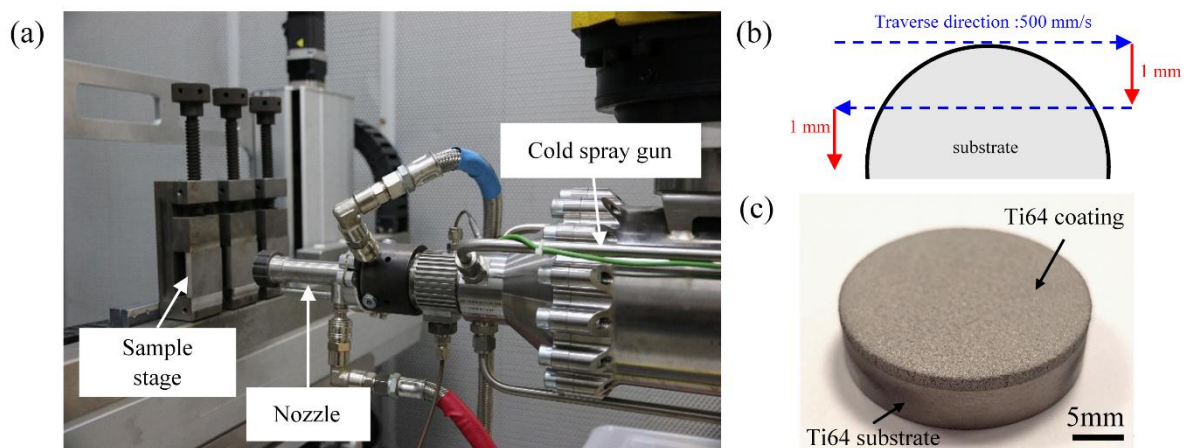 (a)
Cold spray gun
Sample
stage
Nozzle
(b)
Traverse direction :500 mm/s
1 mm
1 mm
substrate
(c)
Ti64 coating
Ti64 substrate
5mm